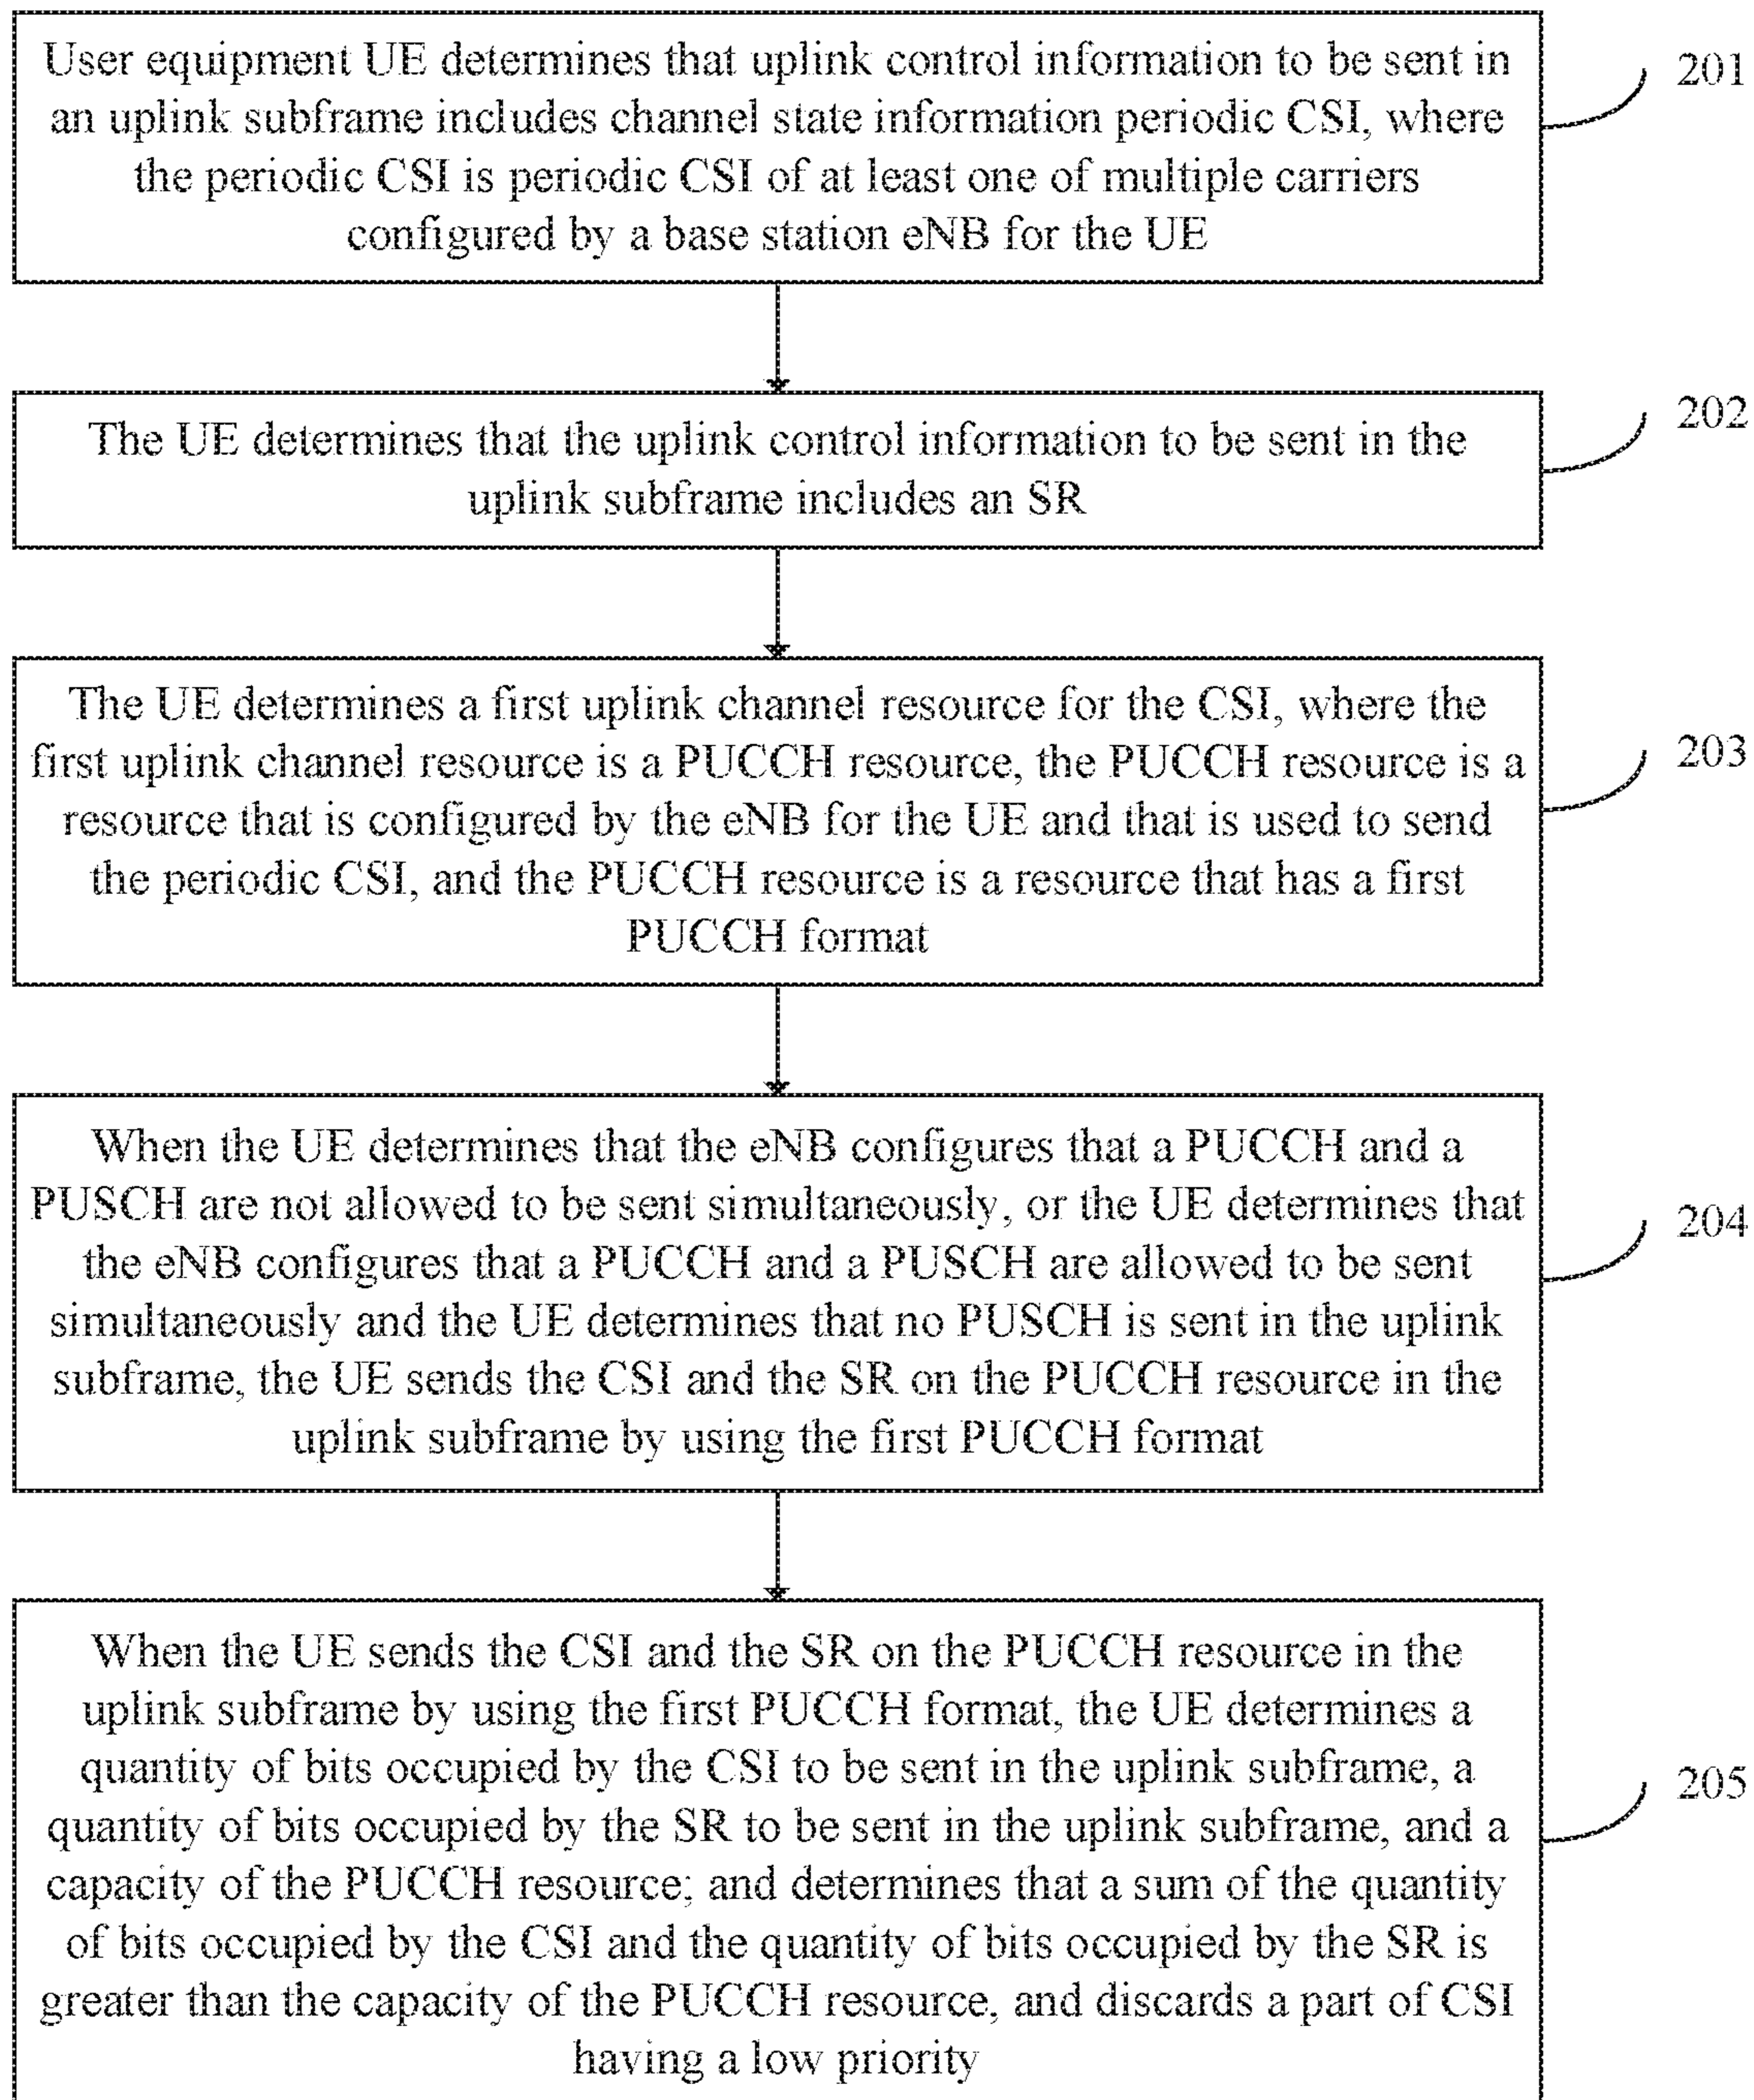 User equipment UE determines that uplink control information to be sent in
an uplink subframe includes channel state information periodic CSI, where
the periodic CSI is periodic CSI of at least one of multiple carriers
configured by a base station eNB for the UE
201
The UE determines that the uplink control information to be sent in the
uplink subframe includes an SR
202
The UE determines a first uplink channel resource for the CSI, where the
first uplink channel resource is a PUCCH resource, the PUCCH resource is a
resource that is configured by the eNB for the UE and that is used to send
the periodic CSI, and the PUCCH resource is a resource that has a first
PUCCH format
203
When the UE determines that the eNB configures that a PUCCH and a
PUSCH are not allowed to be sent simultaneously, or the UE determines that
the eNB configures that a PUCCH and a PUSCH are allowed to be sent
simultaneously and the UE determines that no PUSCH is sent in the uplink
subframe, the UE sends the CSI and the SR on the PUCCH resource in the
uplink subframe by using the first PUCCH format
204
When the UE sends the CSI and the SR on the PUCCH resource in the
uplink subframe by using the first PUCCH format, the UE determines a
quantity of bits occupied by the CSI to be sent in the uplink subframe, a
quantity of bits occupied by the SR to be sent in the uplink subframe, and a
capacity of the PUCCH resource; and determines that a sum of the quantity
of bits occupied by the CSI and the quantity of bits occupied by the SR is
greater than the capacity of the PUCCH resource, and discards a part of CSI
having a low priority
205